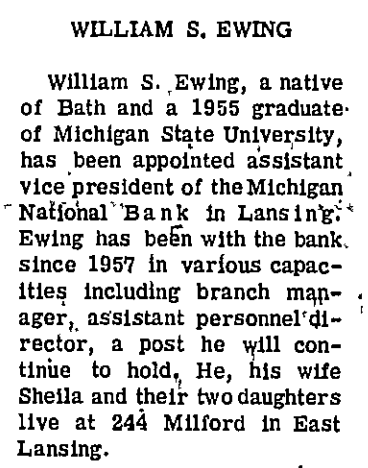 WILLIAM S. EWING
William S. Ewing, a native
of Bath and a 1955 graduate
of Michigan State University,
has been appointed assistant
vice president of the Michigan
National Bank in Lansing.
Ewing has been with the bank
since 1957 in various capac-
ities including branch man-
ager, assistant personnel di-
rector, a post he will con-
tinue to hold. He, his wife
Sheila and their two daughters
live at 244 Milford in East
Lansing.